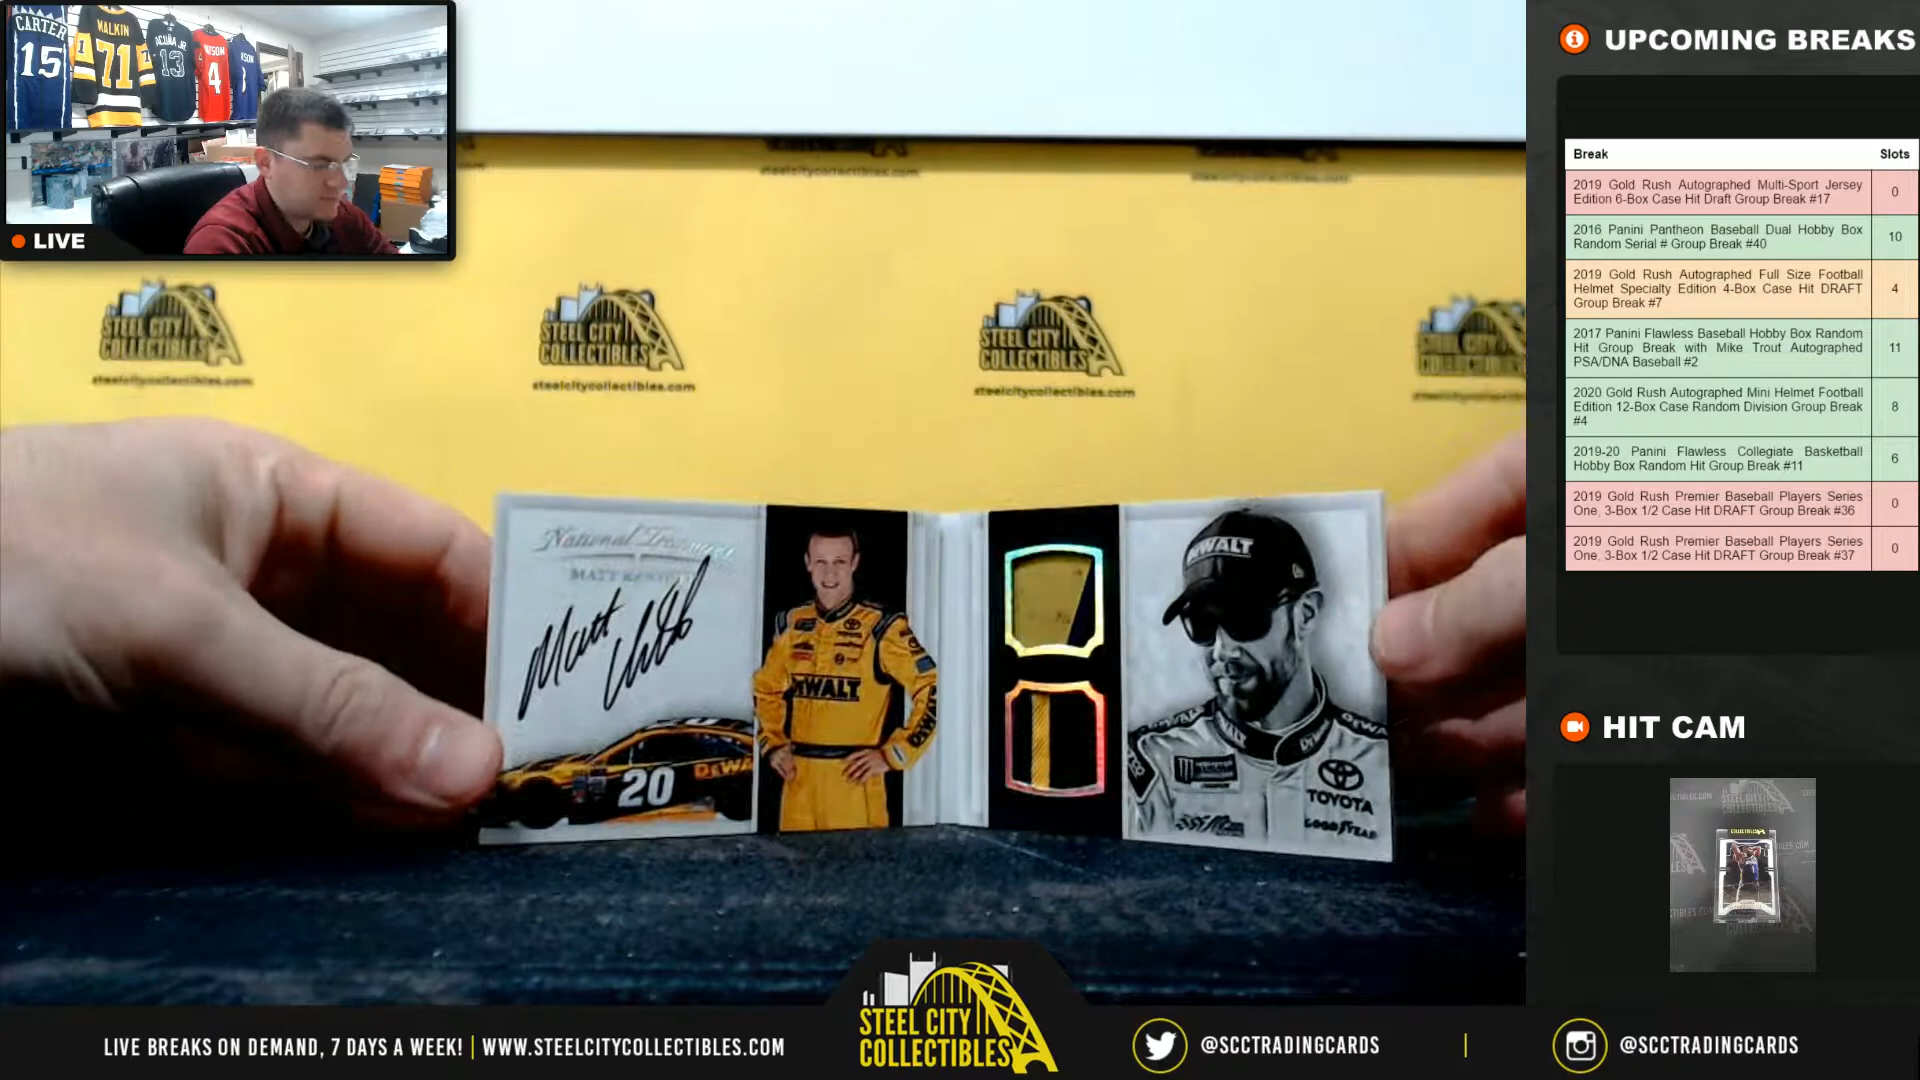 CARTER
15
MALKIN
71
ACUÑA JR
13
4
LIVE
STEEL CITY
COLLECTIBLES
steelcitycollectibles.com
STEEL CITY
COLLECTIBLES
steelcitycollectibles.com
STEEL CITY
COLLECTIBLES
steelcitycollectibles.com
National Treasures
MATT KENSETH
DEWALT
20
DEWALT
DEWALT
TOYOTA
GOODYEAR
UPCOMING BREAKS
Break Slots
2019 Gold Rush Autographed Multi-Sport Jersey
Edition 6-Box Case Hit Draft Group Break #17 0
2016 Panini Pantheon Baseball Dual Hobby Box
Random Serial # Group Break #40 10
2019 Gold Rush Autographed Full Size Football
Helmet Specialty Edition 4-Box Case Hit DRAFT
Group Break #7 4
2017 Panini Flawless Baseball Hobby Box Random
Hit Group Break with Mike Trout Autographed
PSA/DNA Baseball #2 11
2020 Gold Rush Autographed Mini Helmet Football
Edition 12-Box Case Random Division Group Break
#4 8
2019-20 Panini Flawless Collegiate Basketball
Hobby Box Random Hit Group Break #11 6
2019 Gold Rush Premier Baseball Players Series
One, 3-Box 1/2 Case Hit DRAFT Group Break #36 0
2019 Gold Rush Premier Baseball Players Series
One, 3-Box 1/2 Case Hit DRAFT Group Break #37 0
HIT CAM
LIVE BREAKS ON DEMAND, 7 DAYS A WEEK! | WWW.STEELCITYCOLLECTIBLES.COM
STEEL CITY
COLLECTIBLES
@SCCTRADINGCARDS
@SCCTRADINGCARDS